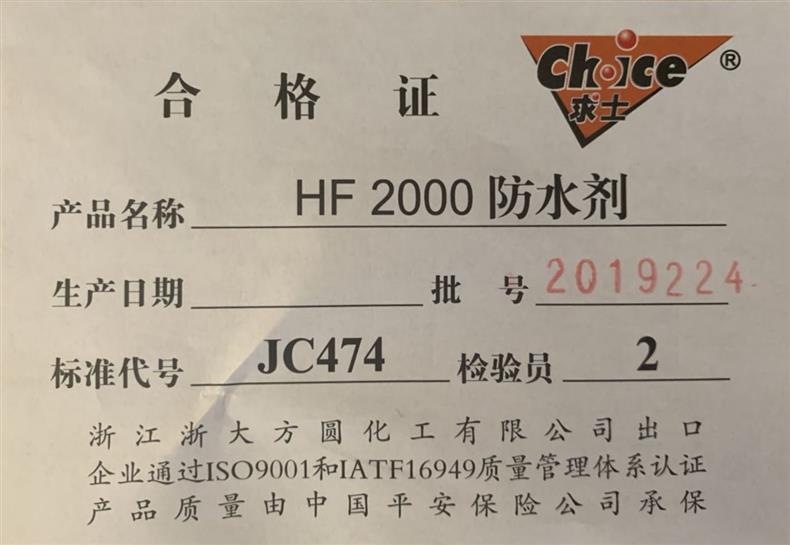 合格证
Choice ®
求士
产品名称 HF 2000 防水剂
生产日期 批号 2019224
标准代号 JC474 检验员 2
浙江浙大方圆化工有限公司出口
企业通过ISO9001和IATF16949质量管理体系认证
产品质量由中国平安保险公司承保